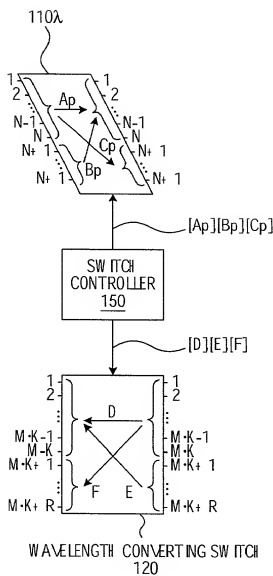 110λ
1 1
2 2
Ap
N-1 N-1
N N
N+ 1 Cp N+ 1
Bp
N+ 1 N+ 1
[Ap][Bp][Cp]
SWITCH
CONTROLLER
150
[D][E][F]
1 1
2 2
D
M·K-1 M·K-1
M-K M·K
M·K+ 1 M·K+ 1
F E
M·K+ R M·K+ R
WAVELENGTH CONVERTING SWITCH
120